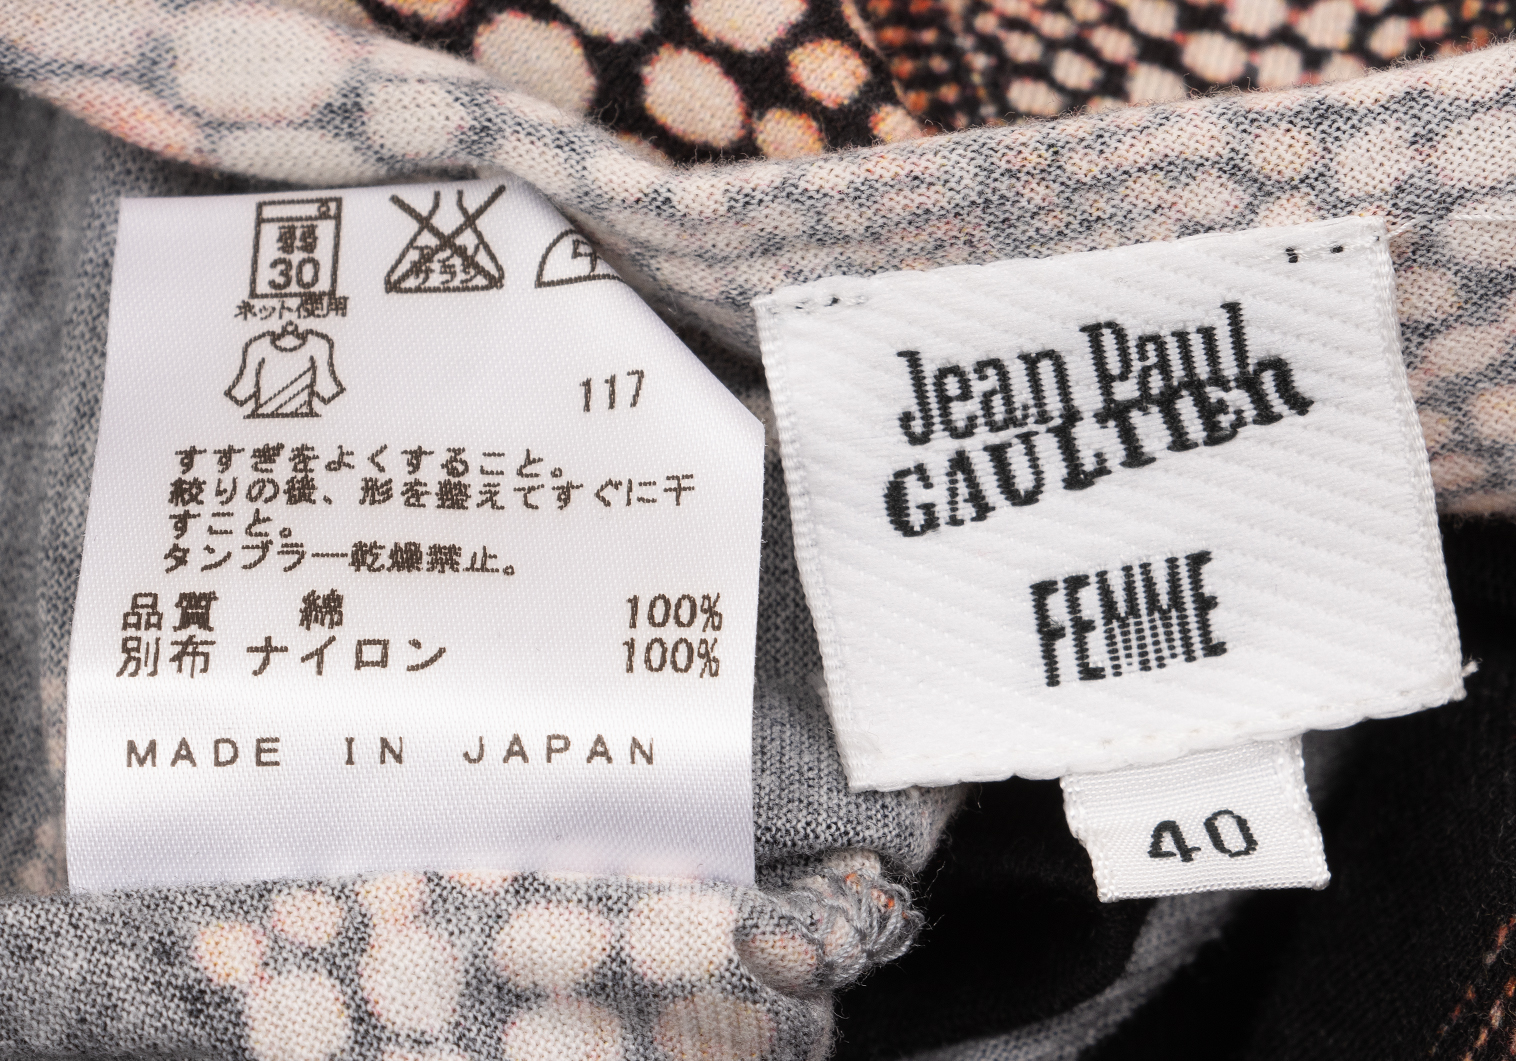 弱
30
ネット使用
サラシ
117
すすぎをよくすること。
絞りの後、形を整えてすぐに干
すこと。
タンブラー乾燥禁止。
品質 綿 100%
別布 ナイロン 100%
MADE IN JAPAN
Jean Paul
GAULTIER
FEMME
40